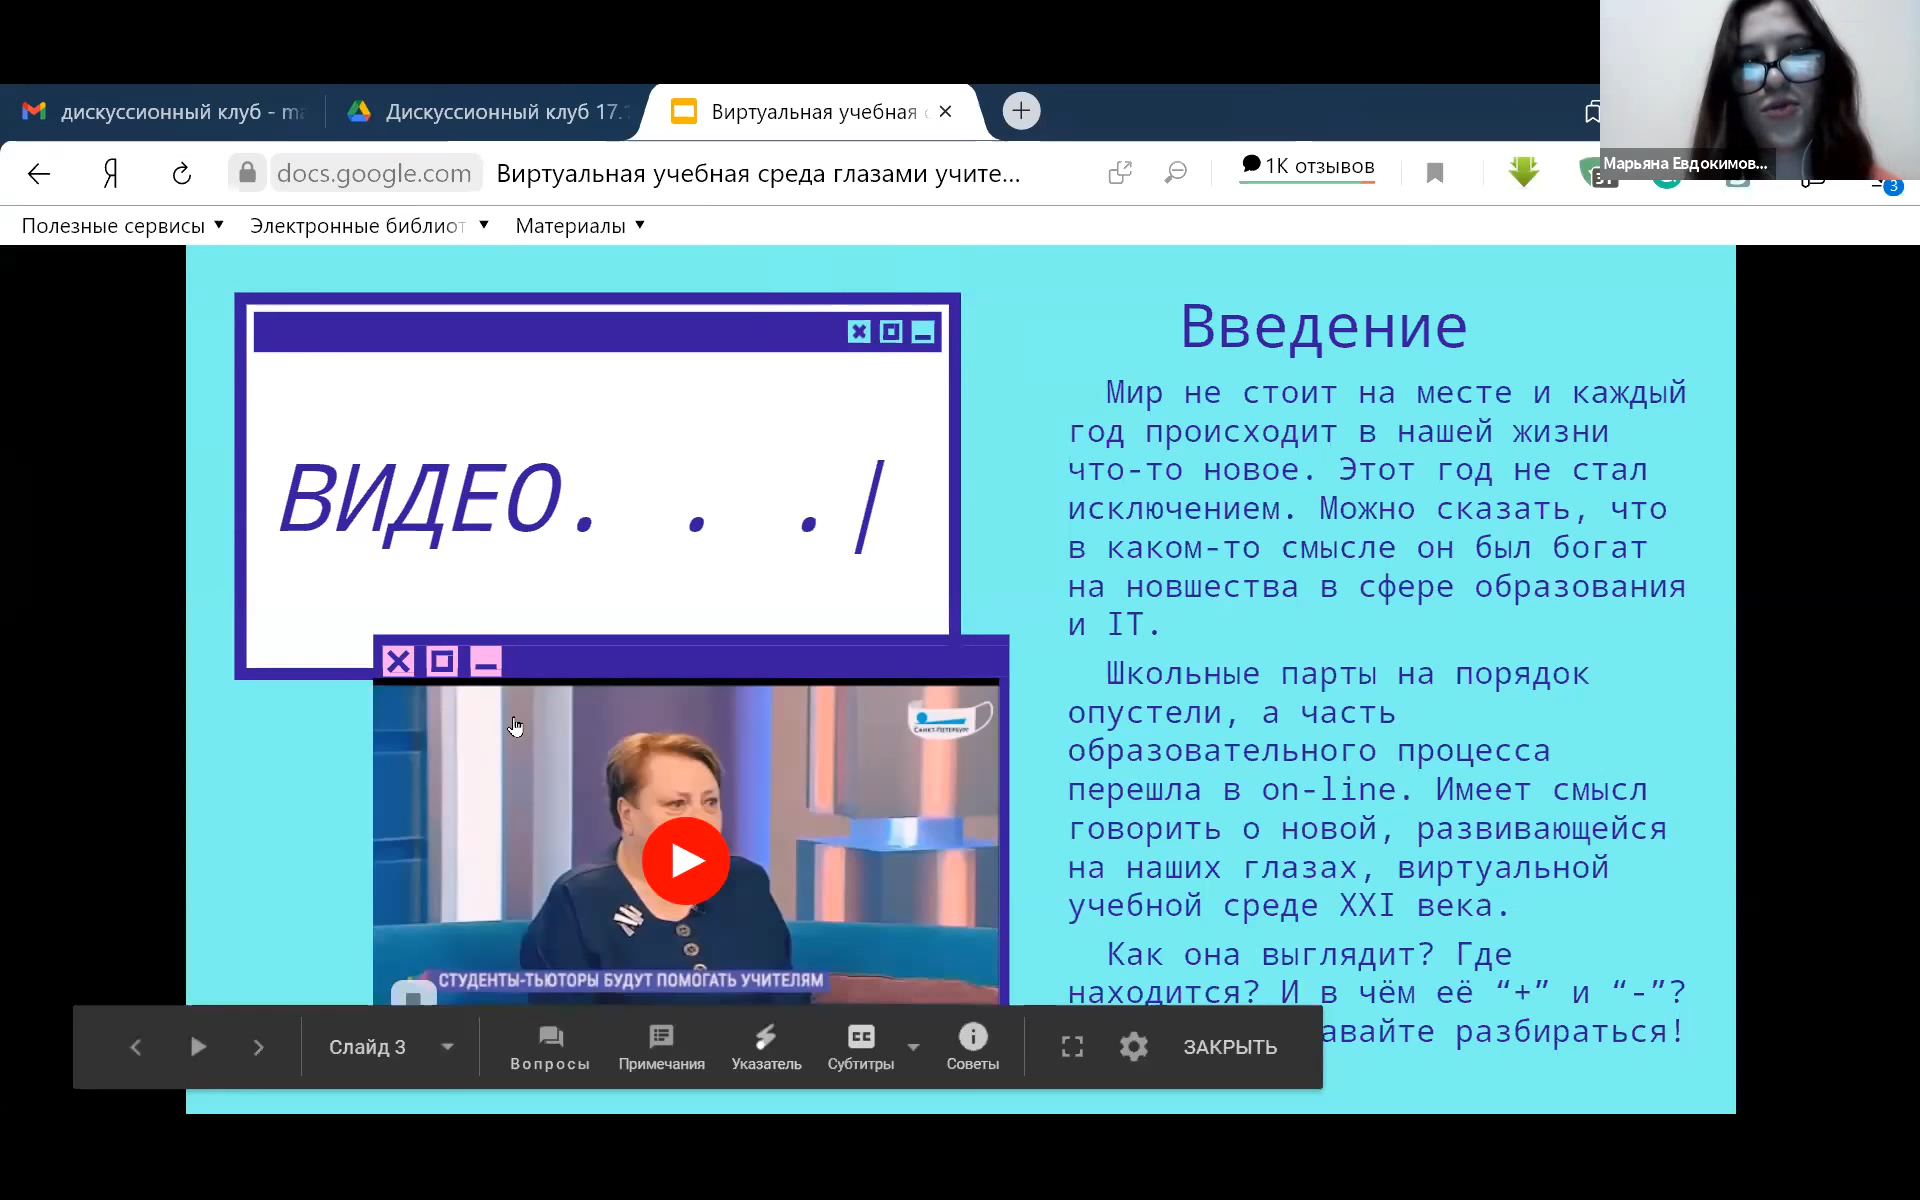 дискуссионный клуб - ma
Дискуссионный клуб 17.
Виртуальная учебная
Марьяна Евдокимов...
docs.google.com
Виртуальная учебная среда глазами учите...
1К отзывов
3
Полезные сервисы
Электронные библиот
Материалы
ВИДЕО. . .|
САНКТ-ПЕТЕРБУРГ
СТУДЕНТЫ-ТЬЮТОРЫ БУДУТ ПОМОГАТЬ УЧИТЕЛЯМ
Введение
Мир не стоит на месте и каждый
год происходит в нашей жизни
что-то новое. Этот год не стал
исключением. Можно сказать, что
в каком-то смысле он был богат
на новшества в сфере образования
и IT.
Школьные парты на порядок
опустели, а часть
образовательного процесса
перешла в on-line. Имеет смысл
говорить о новой, развивающейся
на наших глазах, виртуальной
учебной среде XXI века.
Как она выглядит? Где
находится? И в чём её “+” и “-”?
авайте разбираться!
Слайд 3
Вопросы
Примечания
Указатель
Субтитры
Советы
ЗАКРЫТЬ